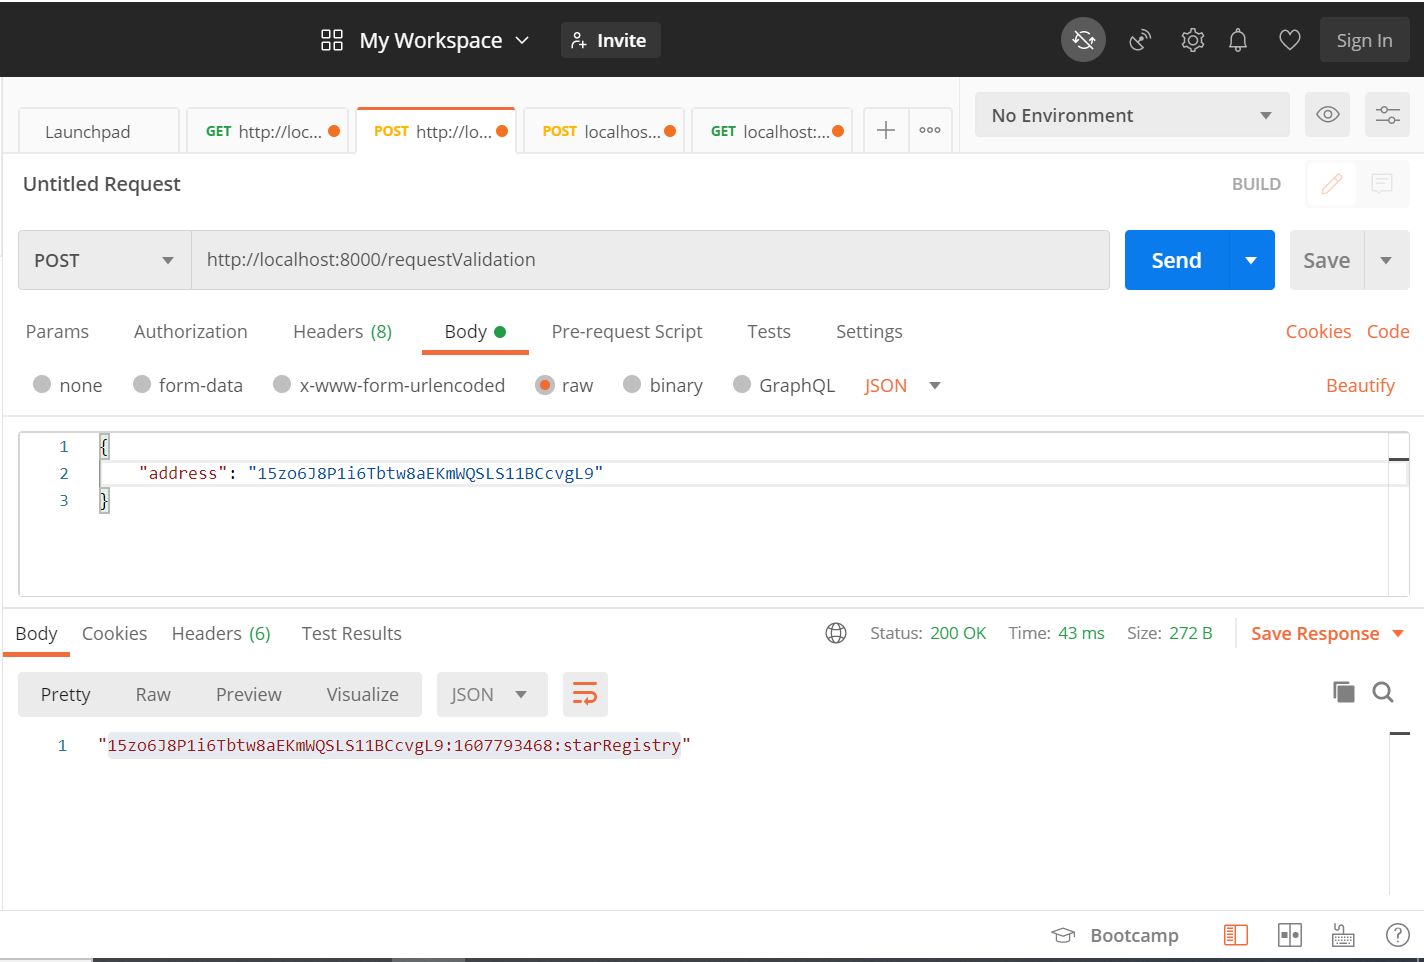 My Workspace Invite Sign In
Launchpad GET http://loc... POST http://lo... POST localhos... GET localhost:... No Environment
Untitled Request BUILD
POST http://localhost:8000/requestValidation Send Save
Params Authorization Headers (8) Body Pre-request Script Tests Settings Cookies Code
none form-data x-www-form-urlencoded raw binary GraphQL JSON Beautify
1 {
2 "address": "15zo6J8P1i6Tbtw8aEKmWQSLS11BCcvgL9"
3 }
Body Cookies Headers (6) Test Results Status: 200 OK Time: 43 ms Size: 272 B Save Response
Pretty Raw Preview Visualize JSON
1 "15zo6J8P1i6Tbtw8aEKmWQSLS11BCcvgL9:1607793468:starRegistry"
Bootcamp